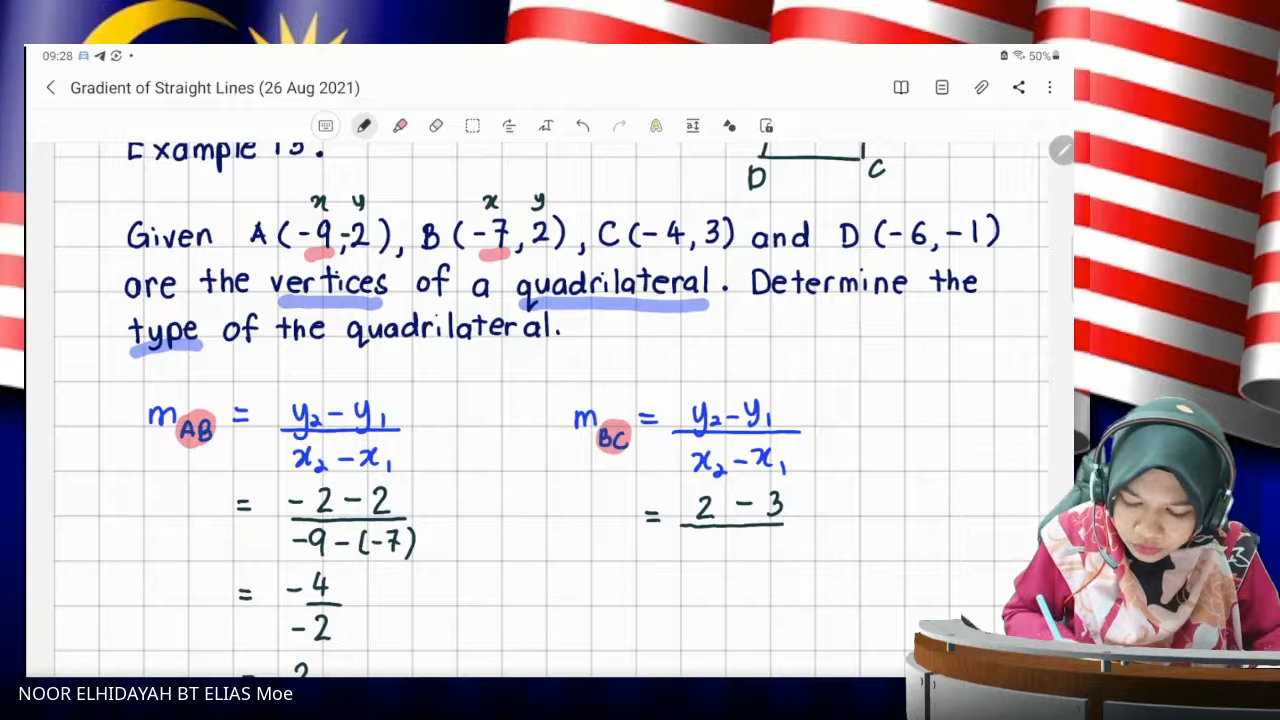 09:28
50%
Gradient of Straight Lines (26 Aug 2021)
Example 13.
D C
x y x y
Given A(-9,-2), B(-7, 2), C(-4, 3) and D(-6, -1)
are the vertices of a quadrilateral. Determine the
type of the quadrilateral.
m AB = y₂ - y₁ / x₂ - x₁
= -2 - 2 / -9 - (-7)
= -4 / -2
m BC = y₂ - y₁ / x₂ - x₁
= 2 - 3
NOOR ELHIDAYAH BT ELIAS Moe